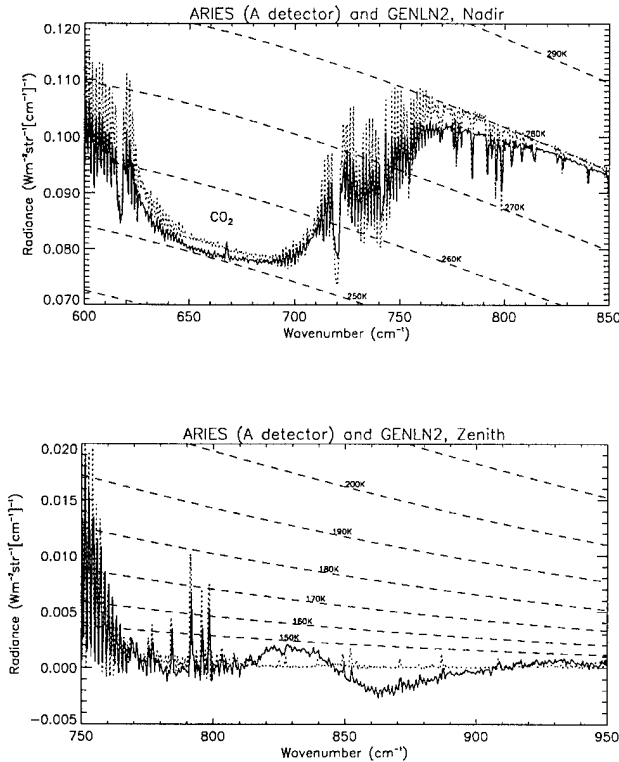 ARIES (A detector) and GENLN2, Nadir
0.120
0.110
0.100
0.090
0.080
0.070
Radiance (Wm⁻²str⁻¹[cm⁻¹]⁻¹)
290K
280K
270K
260K
250K
CO₂
600 650 700 750 800 850
Wavenumber (cm⁻¹)
ARIES (A detector) and GENLN2, Zenith
0.020
0.015
0.010
0.005
0.000
−0.005
Radiance (Wm⁻²str⁻¹[cm⁻¹]⁻¹)
200K
190K
180K
170K
160K
150K
750 800 850 900 950
Wavenumber (cm⁻¹)